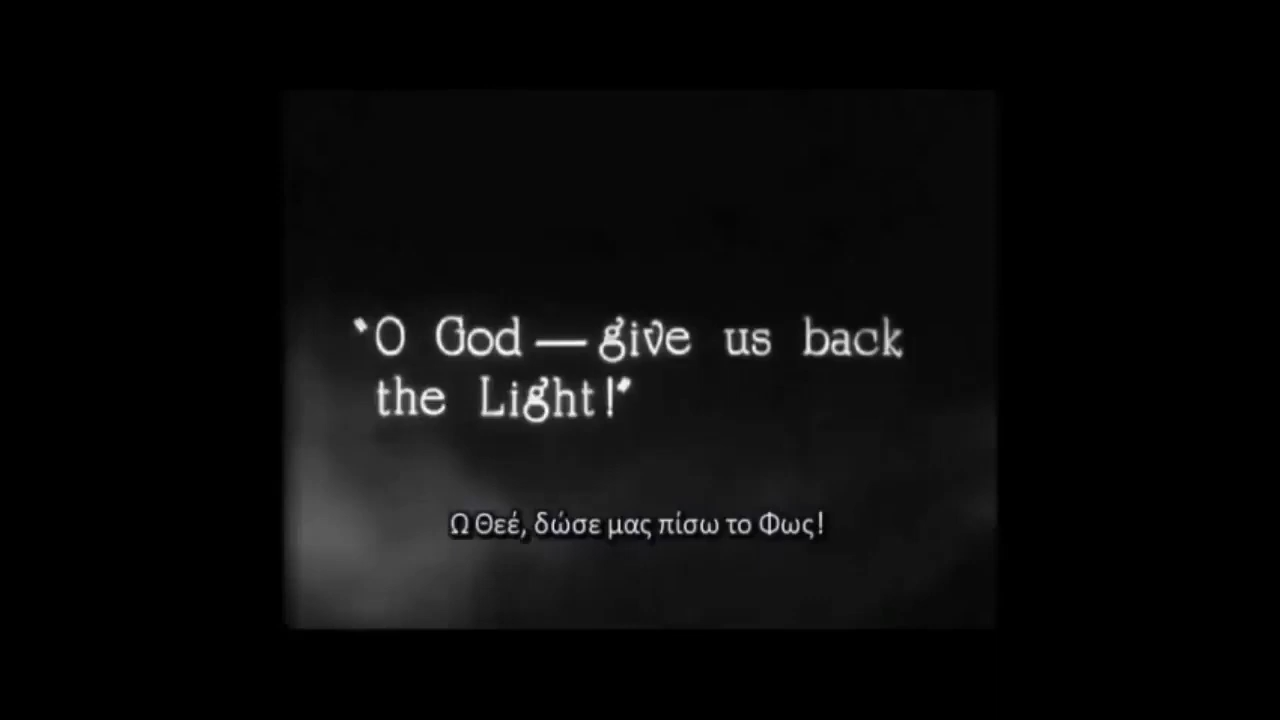 "O God — give us back
the Light!"
Ω Θεέ, δώσε μας πίσω το Φως!